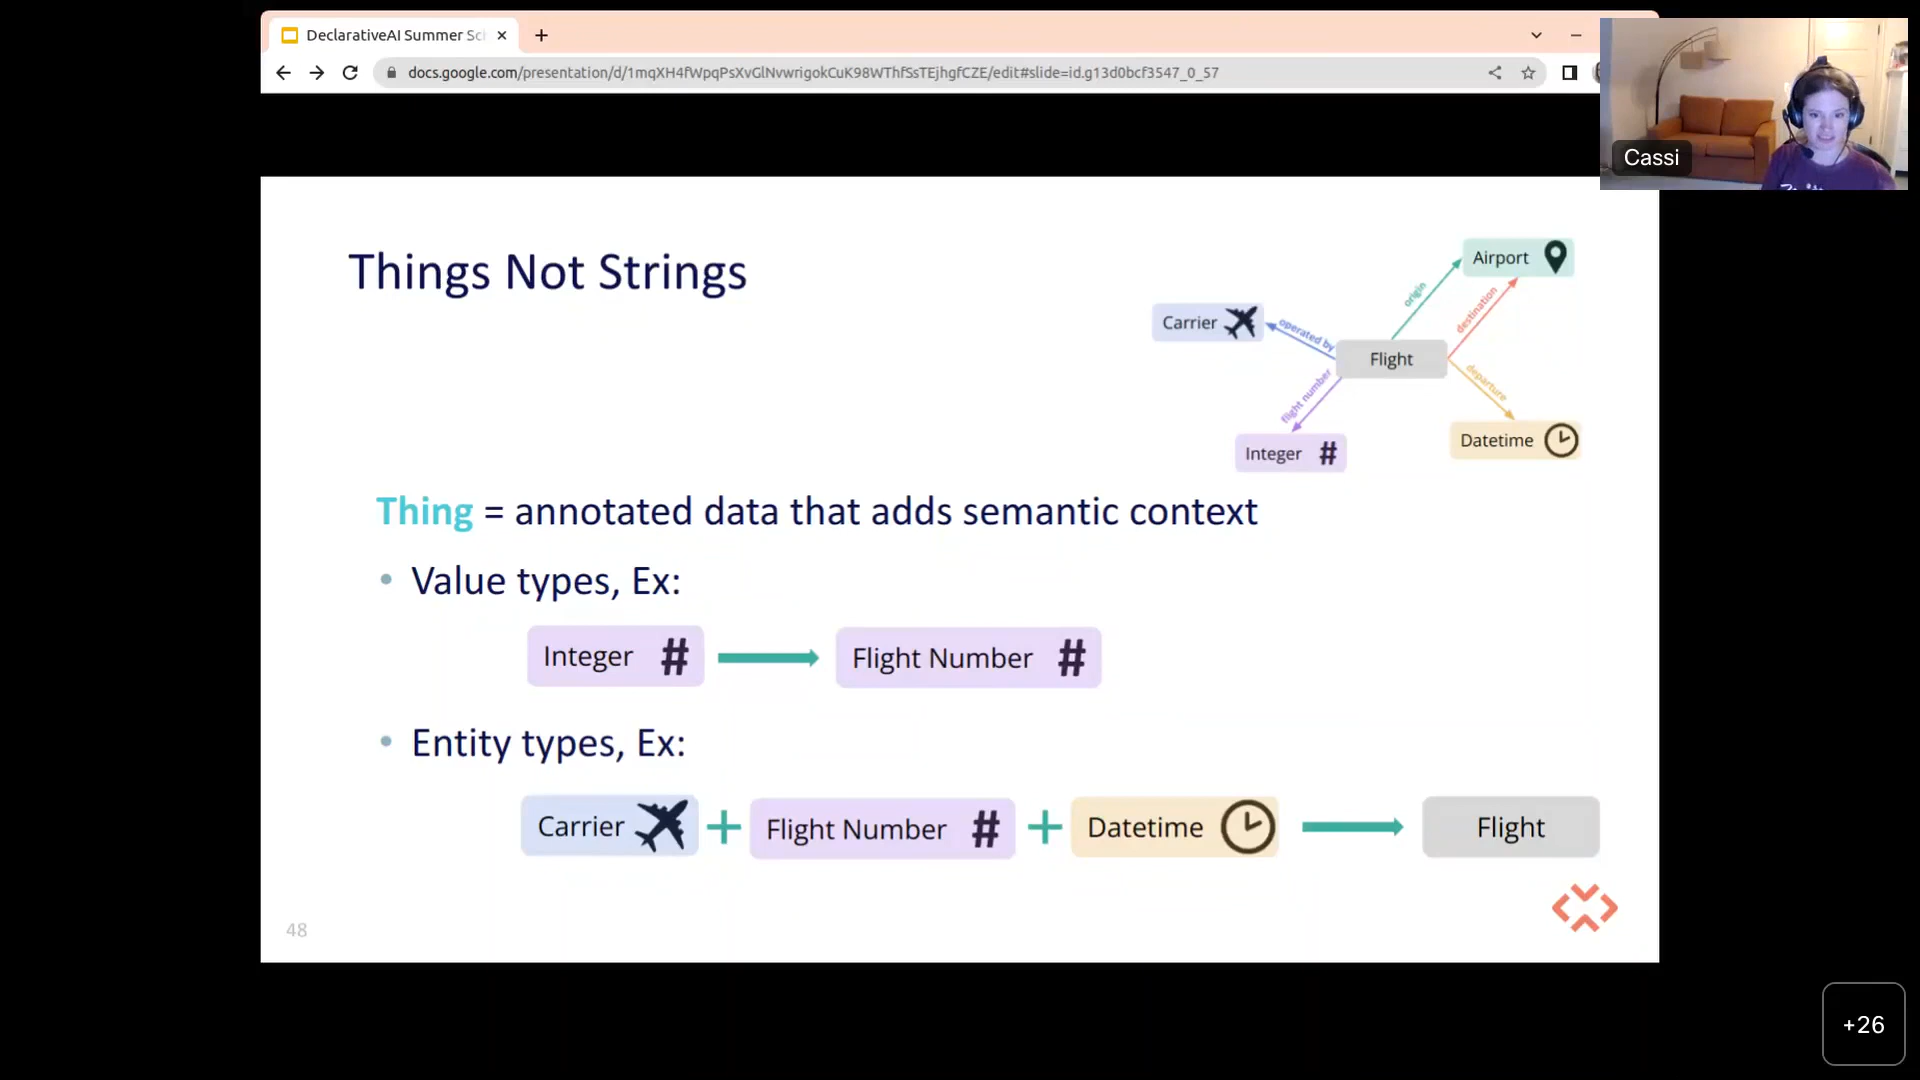 DeclarativeAI Summer Sc
docs.google.com/presentation/d/1mqXH4fWpqPsXvGlNvwrigokCuK98WThfSsTEjhgfCZE/edit#slide=id.g13d0bcf3547_0_57
Cassi
Things Not Strings
Airport
origin
destination
Carrier
operated by
Flight
flight number
departure
Integer #
Datetime
Thing = annotated data that adds semantic context
• Value types, Ex:
Integer # Flight Number #
• Entity types, Ex:
Carrier + Flight Number # + Datetime Flight
48
+26